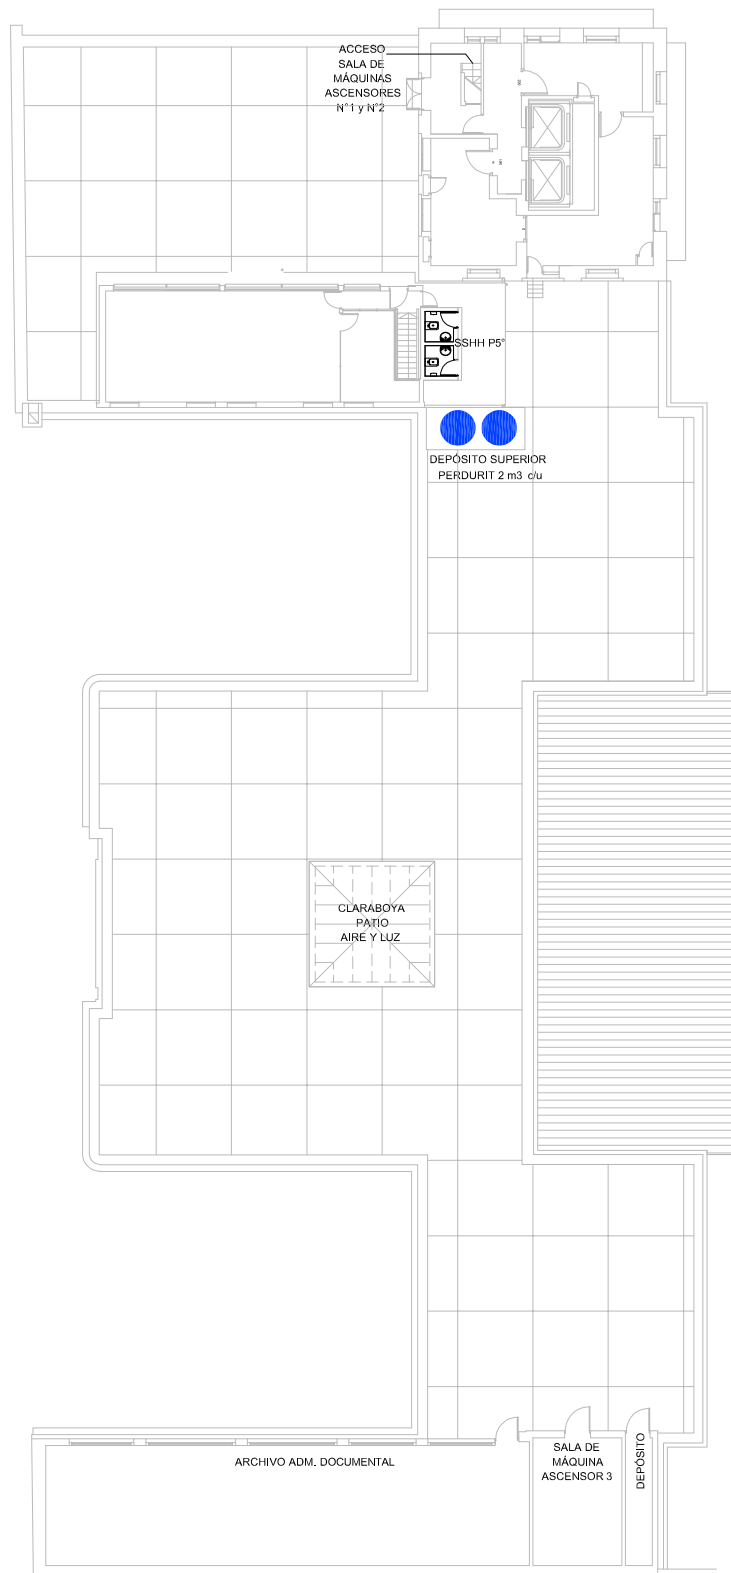 ACCESO
SALA DE
MÁQUINAS
ASCENSORES
N°1 y N°2
SSHH P5°
DEPÓSITO SUPERIOR
PERDURIT 2 m3 c/u
CLARABOYA
PATIO
AIRE Y LUZ
ARCHIVO ADM. DOCUMENTAL
SALA DE
MÁQUINA
ASCENSOR 3
DEPÓSITO